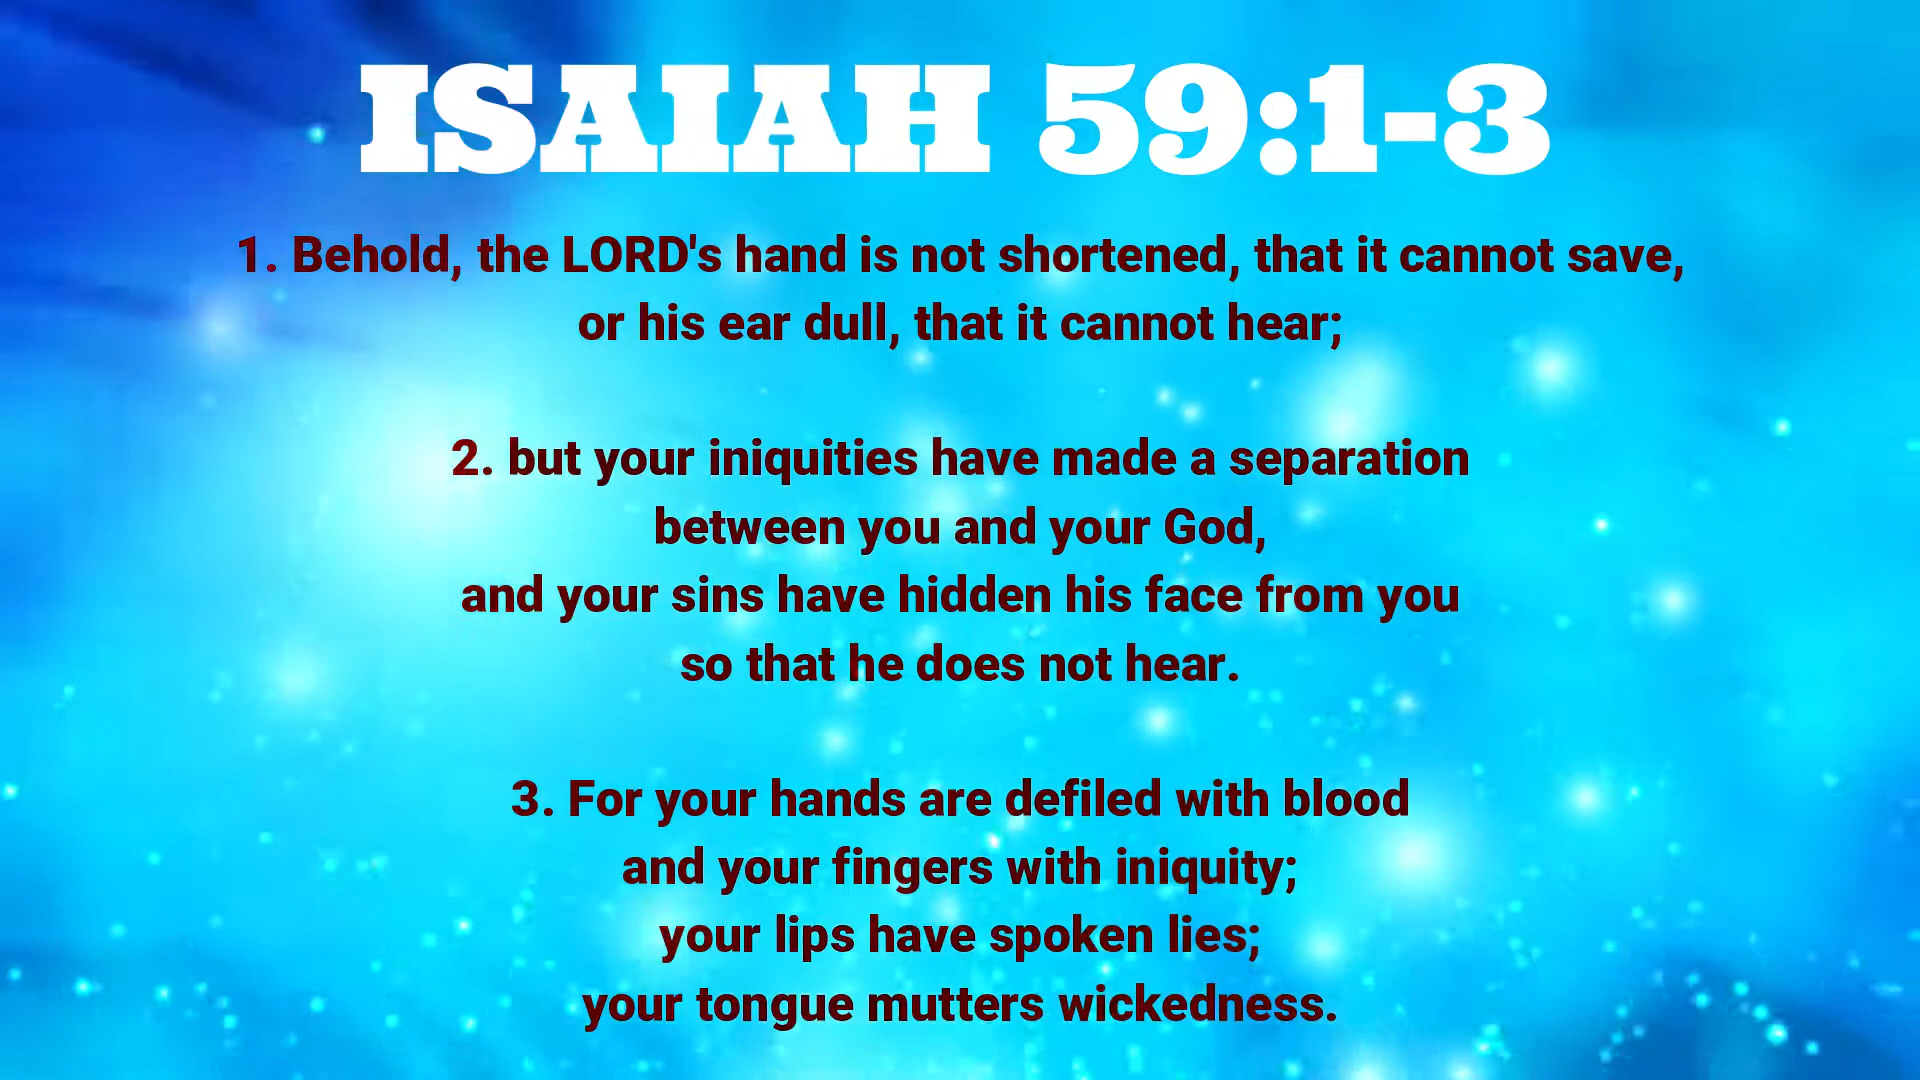 ISAIAH 59:1-3
1. Behold, the LORD's hand is not shortened, that it cannot save,
or his ear dull, that it cannot hear;
2. but your iniquities have made a separation
between you and your God,
and your sins have hidden his face from you
so that he does not hear.
3. For your hands are defiled with blood
and your fingers with iniquity;
your lips have spoken lies;
your tongue mutters wickedness.